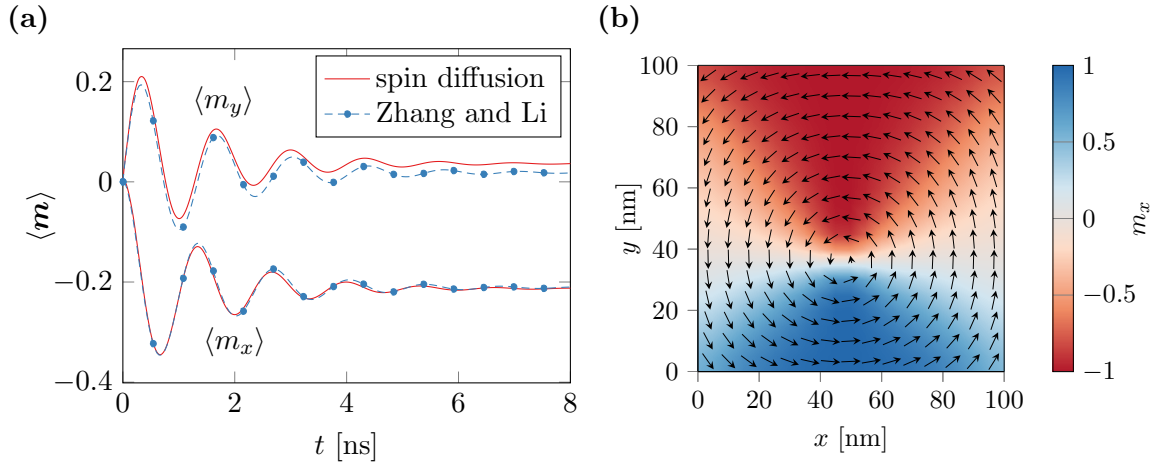 (a)
0.2
0
−0.2
−0.4
⟨m⟩
0
2
4
6
8
t [ns]
spin diffusion
Zhang and Li
⟨m_y⟩
⟨m_x⟩
(b)
100
80
60
40
20
0
y [nm]
0
20
40
60
80
100
x [nm]
1
0.5
0
−0.5
−1
m_x